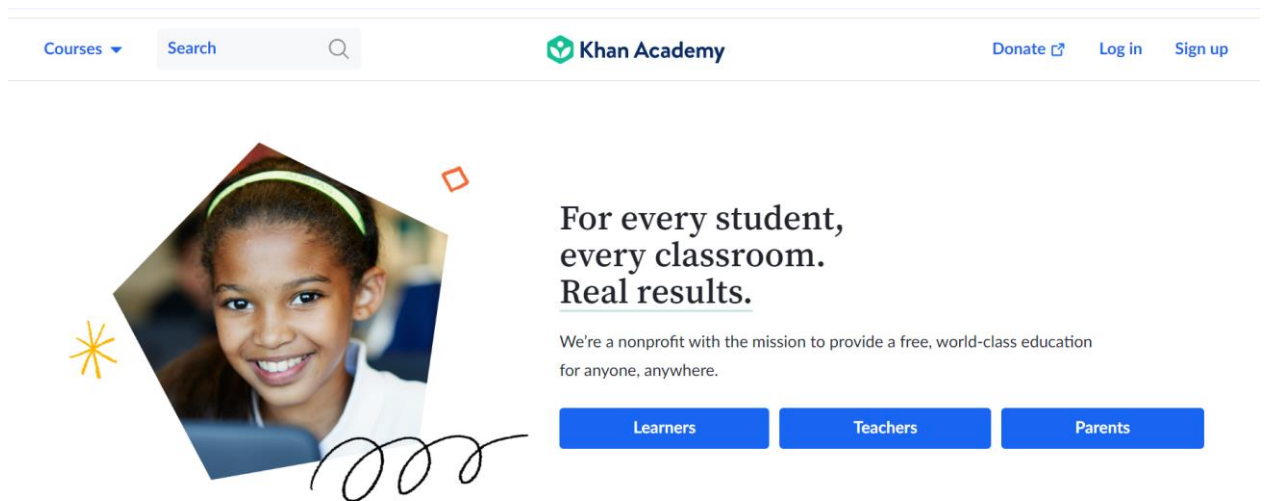 Courses
Search
Khan Academy
Donate
Log in
Sign up
For every student,
every classroom.
Real results.
We're a nonprofit with the mission to provide a free, world-class education
for anyone, anywhere.
Learners
Teachers
Parents